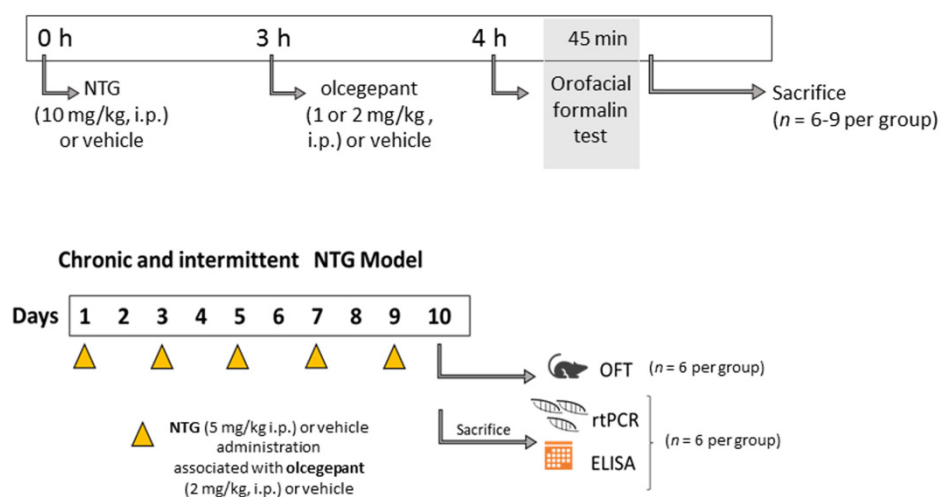 0 h
3 h
4 h
45 min
NTG
(10 mg/kg, i.p.)
or vehicle
olcegepant
(1 or 2 mg/kg ,
i.p.) or vehicle
Orofacial
formalin
test
Sacrifice
(n = 6-9 per group)
Chronic and intermittent NTG Model
Days 1 2 3 4 5 6 7 8 9 10
OFT (n = 6 per group)
NTG (5 mg/kg i.p.) or vehicle
administration
associated with olcegepant
(2 mg/kg, i.p.) or vehicle
Sacrifice
rtPCR
ELISA
(n = 6 per group)